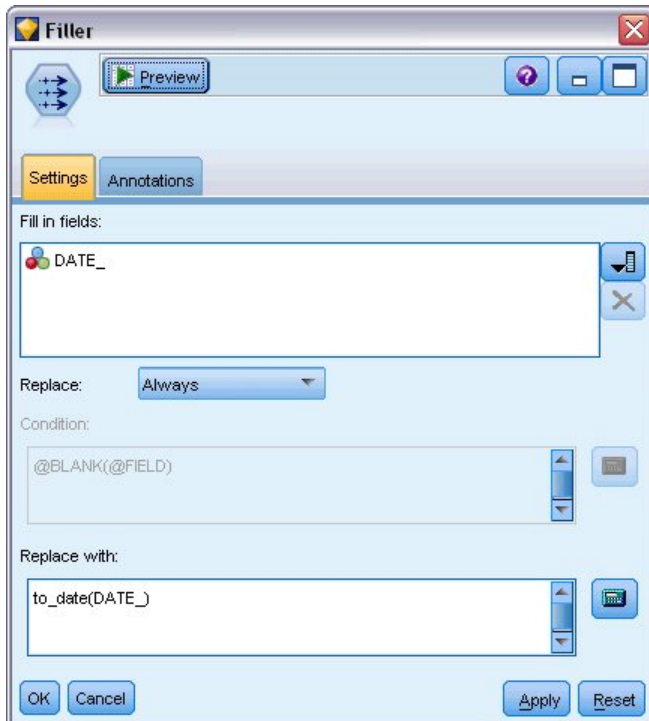 Filler
Preview
Settings Annotations
Fill in fields:
DATE_
Replace: Always
Condition:
@BLANK(@FIELD)
Replace with:
to_date(DATE_)
OK Cancel Apply Reset